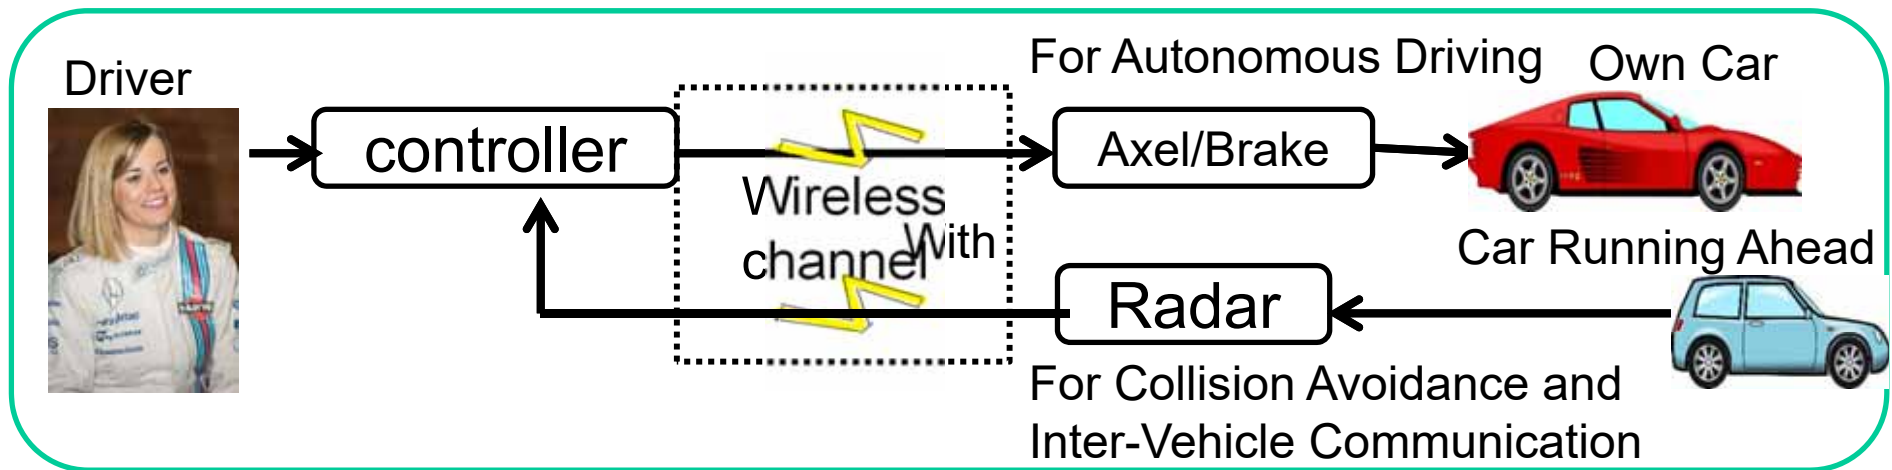 For Autonomous Driving
Own Car
Driver
controller
Axel/Brake
Wireless
channel
With
Car Running Ahead
Radar
For Collision Avoidance and
Inter-Vehicle Communication